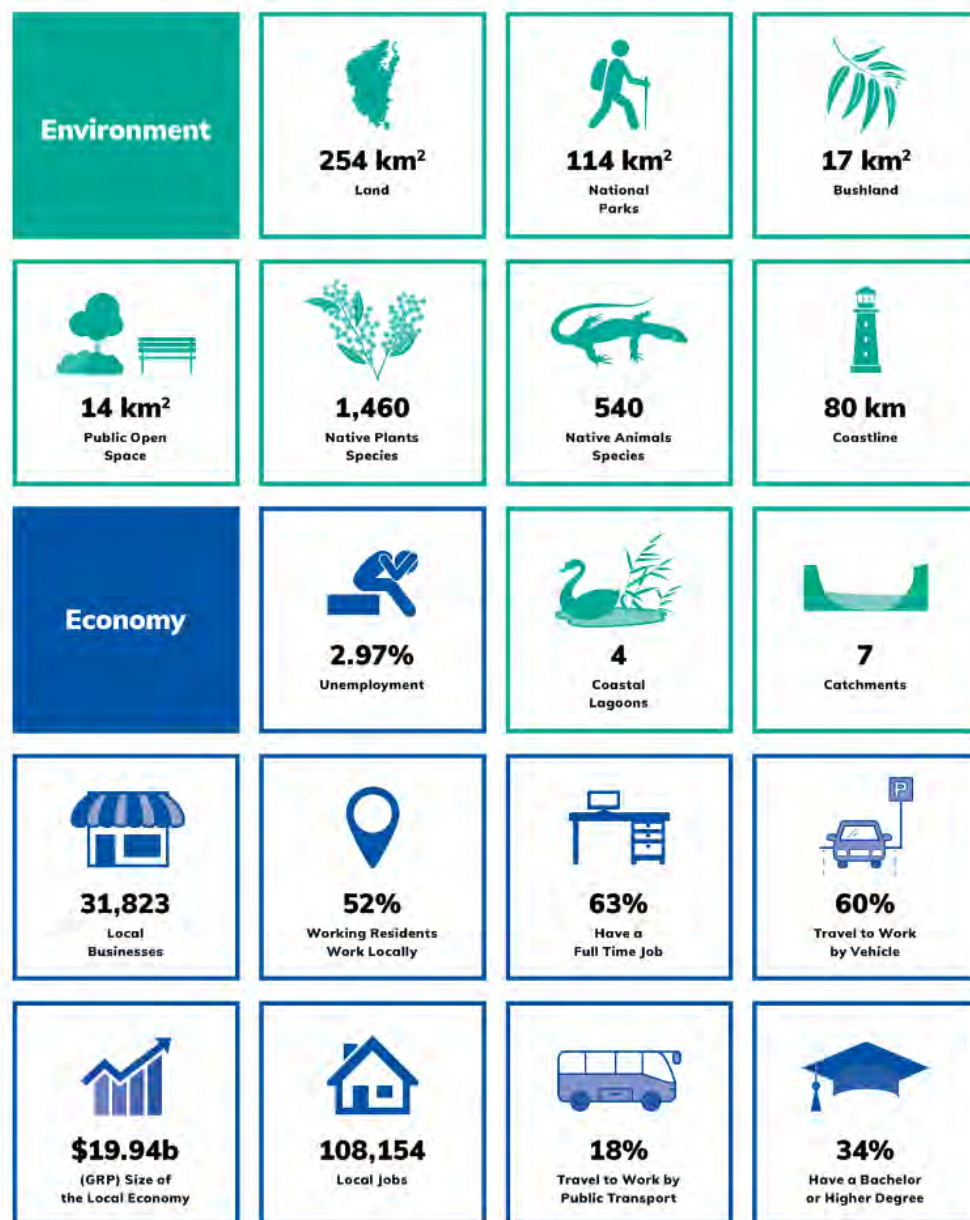 Environment
254 km²
Land
114 km²
National
Parks
17 km²
Bushland
14 km²
Public Open
Space
1,460
Native Plants
Species
540
Native Animals
Species
80 km
Coastline
Economy
2.97%
Unemployment
4
Coastal
Lagoons
7
Catchments
31,823
Local
Businesses
52%
Working Residents
Work Locally
63%
Have a
Full Time Job
P
60%
Travel to Work
by Vehicle
$19.94b
(GRP) Size of
the Local Economy
108,154
Local Jobs
18%
Travel to Work by
Public Transport
34%
Have a Bachelor
or Higher Degree